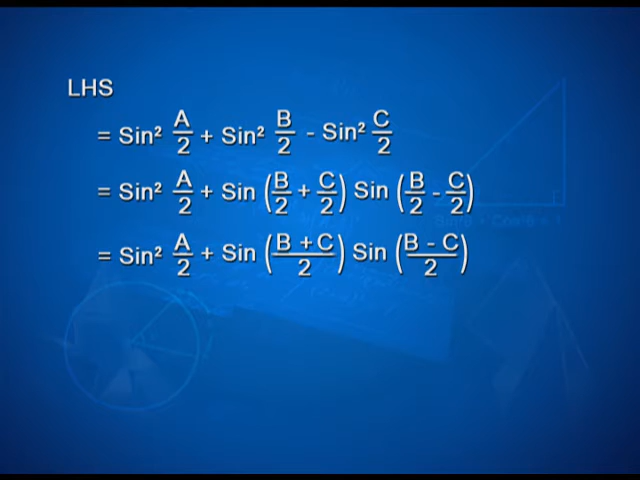 LHS
= Sin² A/2 + Sin² B/2 - Sin² C/2
= Sin² A/2 + Sin (B/2 + C/2) Sin (B/2 - C/2)
= Sin² A/2 + Sin (B + C/2) Sin (B - C/2)